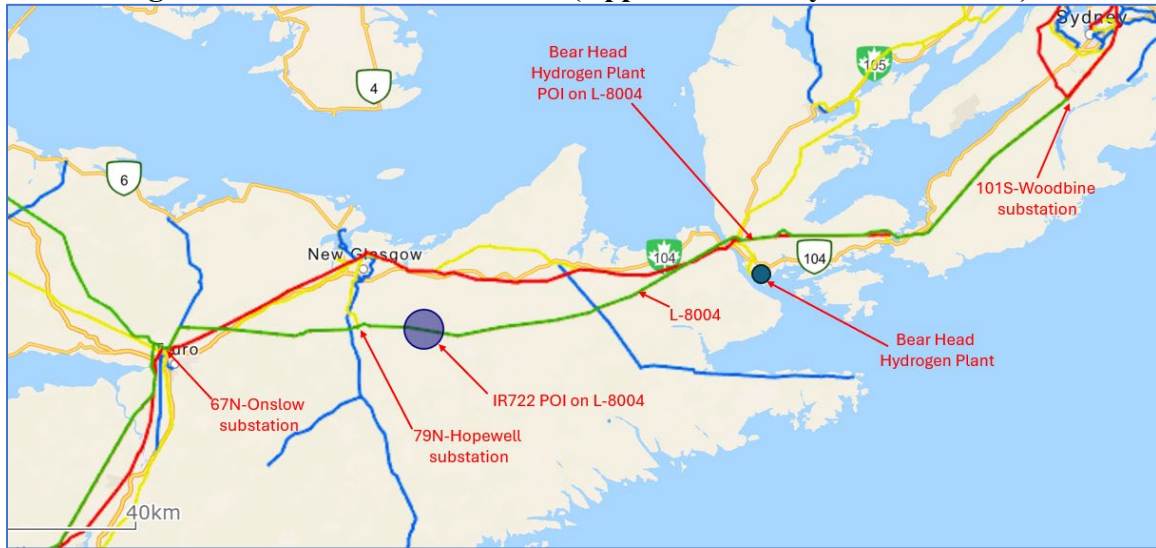 Sydney
Bear Head
Hydrogen Plant
POI on L-8004
4
105
6
101S-Woodbine
substation
New Glasgow
104
104
L-8004
Bear Head
Hydrogen Plant
67N-Onslow
substation
IR722 POI on L-8004
79N-Hopewell
substation
40km